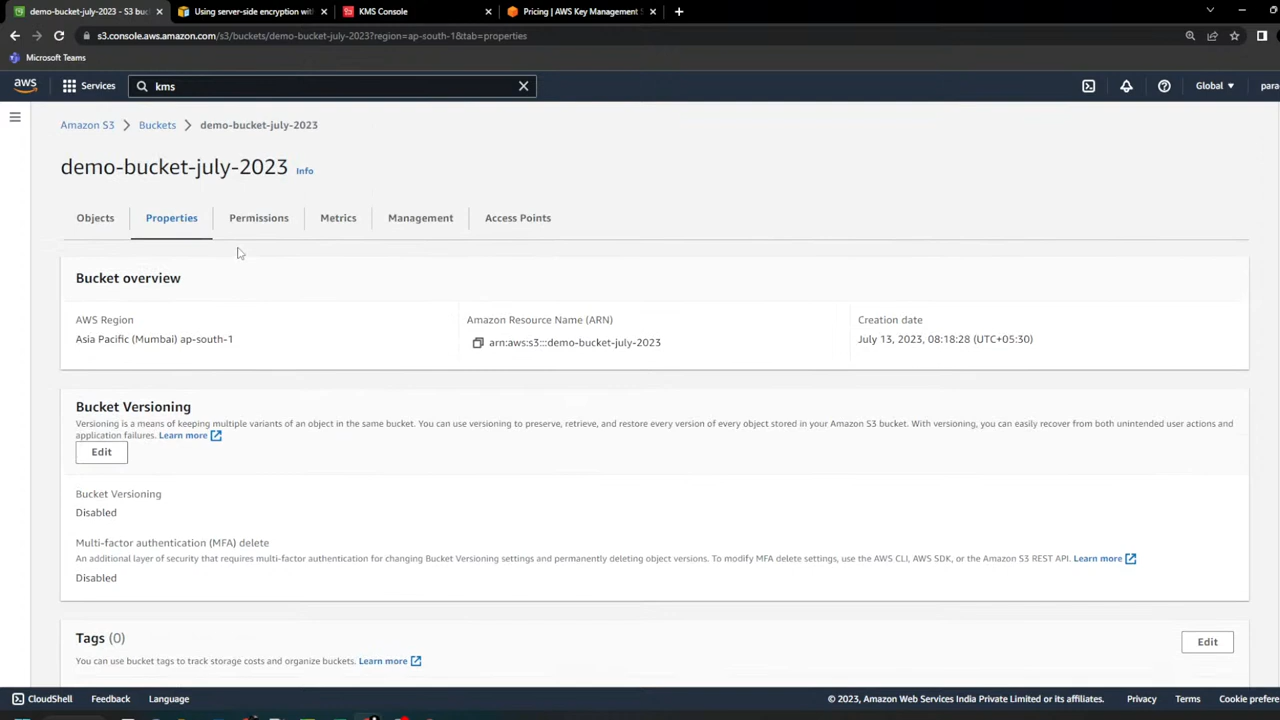 demo-bucket-july-2023 - S3 buc
Using server-side encryption with
KMS Console
Pricing | AWS Key Management S
s3.console.aws.amazon.com/s3/buckets/demo-bucket-july-2023?region=ap-south-1&tab=properties
Microsoft Teams
aws
Services
kms
Global
para
Amazon S3
Buckets
demo-bucket-july-2023
demo-bucket-july-2023 Info
Objects
Properties
Permissions
Metrics
Management
Access Points
Bucket overview
AWS Region
Asia Pacific (Mumbai) ap-south-1
Amazon Resource Name (ARN)
arn:aws:s3:::demo-bucket-july-2023
Creation date
July 13, 2023, 08:18:28 (UTC+05:30)
Bucket Versioning
Versioning is a means of keeping multiple variants of an object in the same bucket. You can use versioning to preserve, retrieve, and restore every version of every object stored in your Amazon S3 bucket. With versioning, you can easily recover from both unintended user actions and
application failures. Learn more
Edit
Bucket Versioning
Disabled
Multi-factor authentication (MFA) delete
An additional layer of security that requires multi-factor authentication for changing Bucket Versioning settings and permanently deleting object versions. To modify MFA delete settings, use the AWS CLI, AWS SDK, or the Amazon S3 REST API. Learn more
Disabled
Tags (0)
Edit
You can use bucket tags to track storage costs and organize buckets. Learn more
CloudShell
Feedback
Language
© 2023, Amazon Web Services India Private Limited or its affiliates.
Privacy
Terms
Cookie prefere